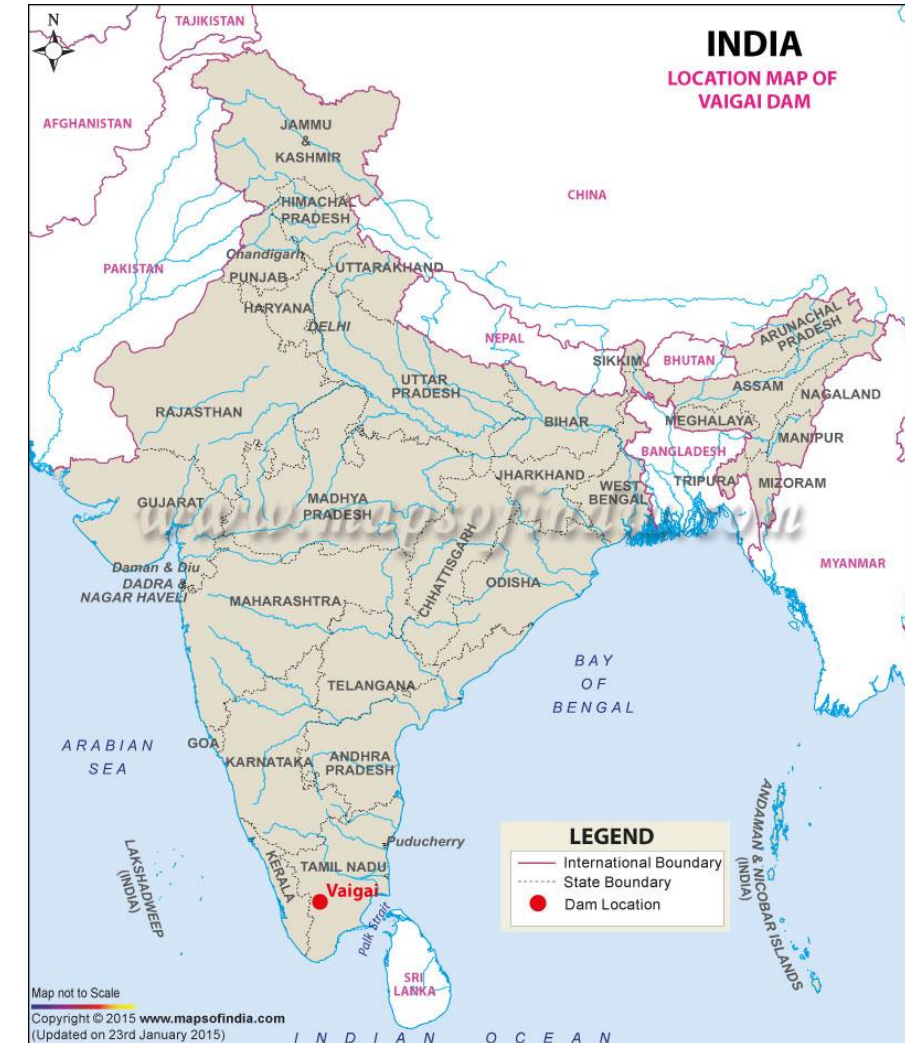 N
INDIA
LOCATION MAP OF
VAIGAI DAM
TAJIKISTAN
AFGHANISTAN
JAMMU
&
KASHMIR
CHINA
HIMACHAL
PRADESH
PAKISTAN
Chandigarh
PUNJAB
UTTARAKHAND
HARYANA
DELHI
NEPAL
SIKKIM
BHUTAN
ARUNACHAL
PRADESH
UTTAR
PRADESH
ASSAM
NAGALAND
RAJASTHAN
BIHAR
MEGHALAYA
MANIPUR
BANGLADESH
JHARKHAND
WEST
BENGAL
TRIPURA
MIZORAM
GUJARAT
MADHYA
PRADESH
www.mapsofindia.com
MYANMAR
CHHATTISGARH
ODISHA
Daman & Diu
DADRA &
NAGAR HAVELI
MAHARASHTRA
BAY
OF
BENGAL
TELANGANA
ARABIAN
SEA
GOA
KARNATAKA
ANDHRA
PRADESH
Puducherry
LAKSHADWEEP
(INDIA)
KERALA
TAMIL NADU
Vaigai
Palk Strait
SRI
LANKA
ANDAMAN & NICOBAR ISLANDS
(INDIA)
LEGEND
International Boundary
State Boundary
Dam Location
Map not to Scale
Copyright © 2015 www.mapsofindia.com
(Updated on 23rd January 2015)
INDIAN OCEAN